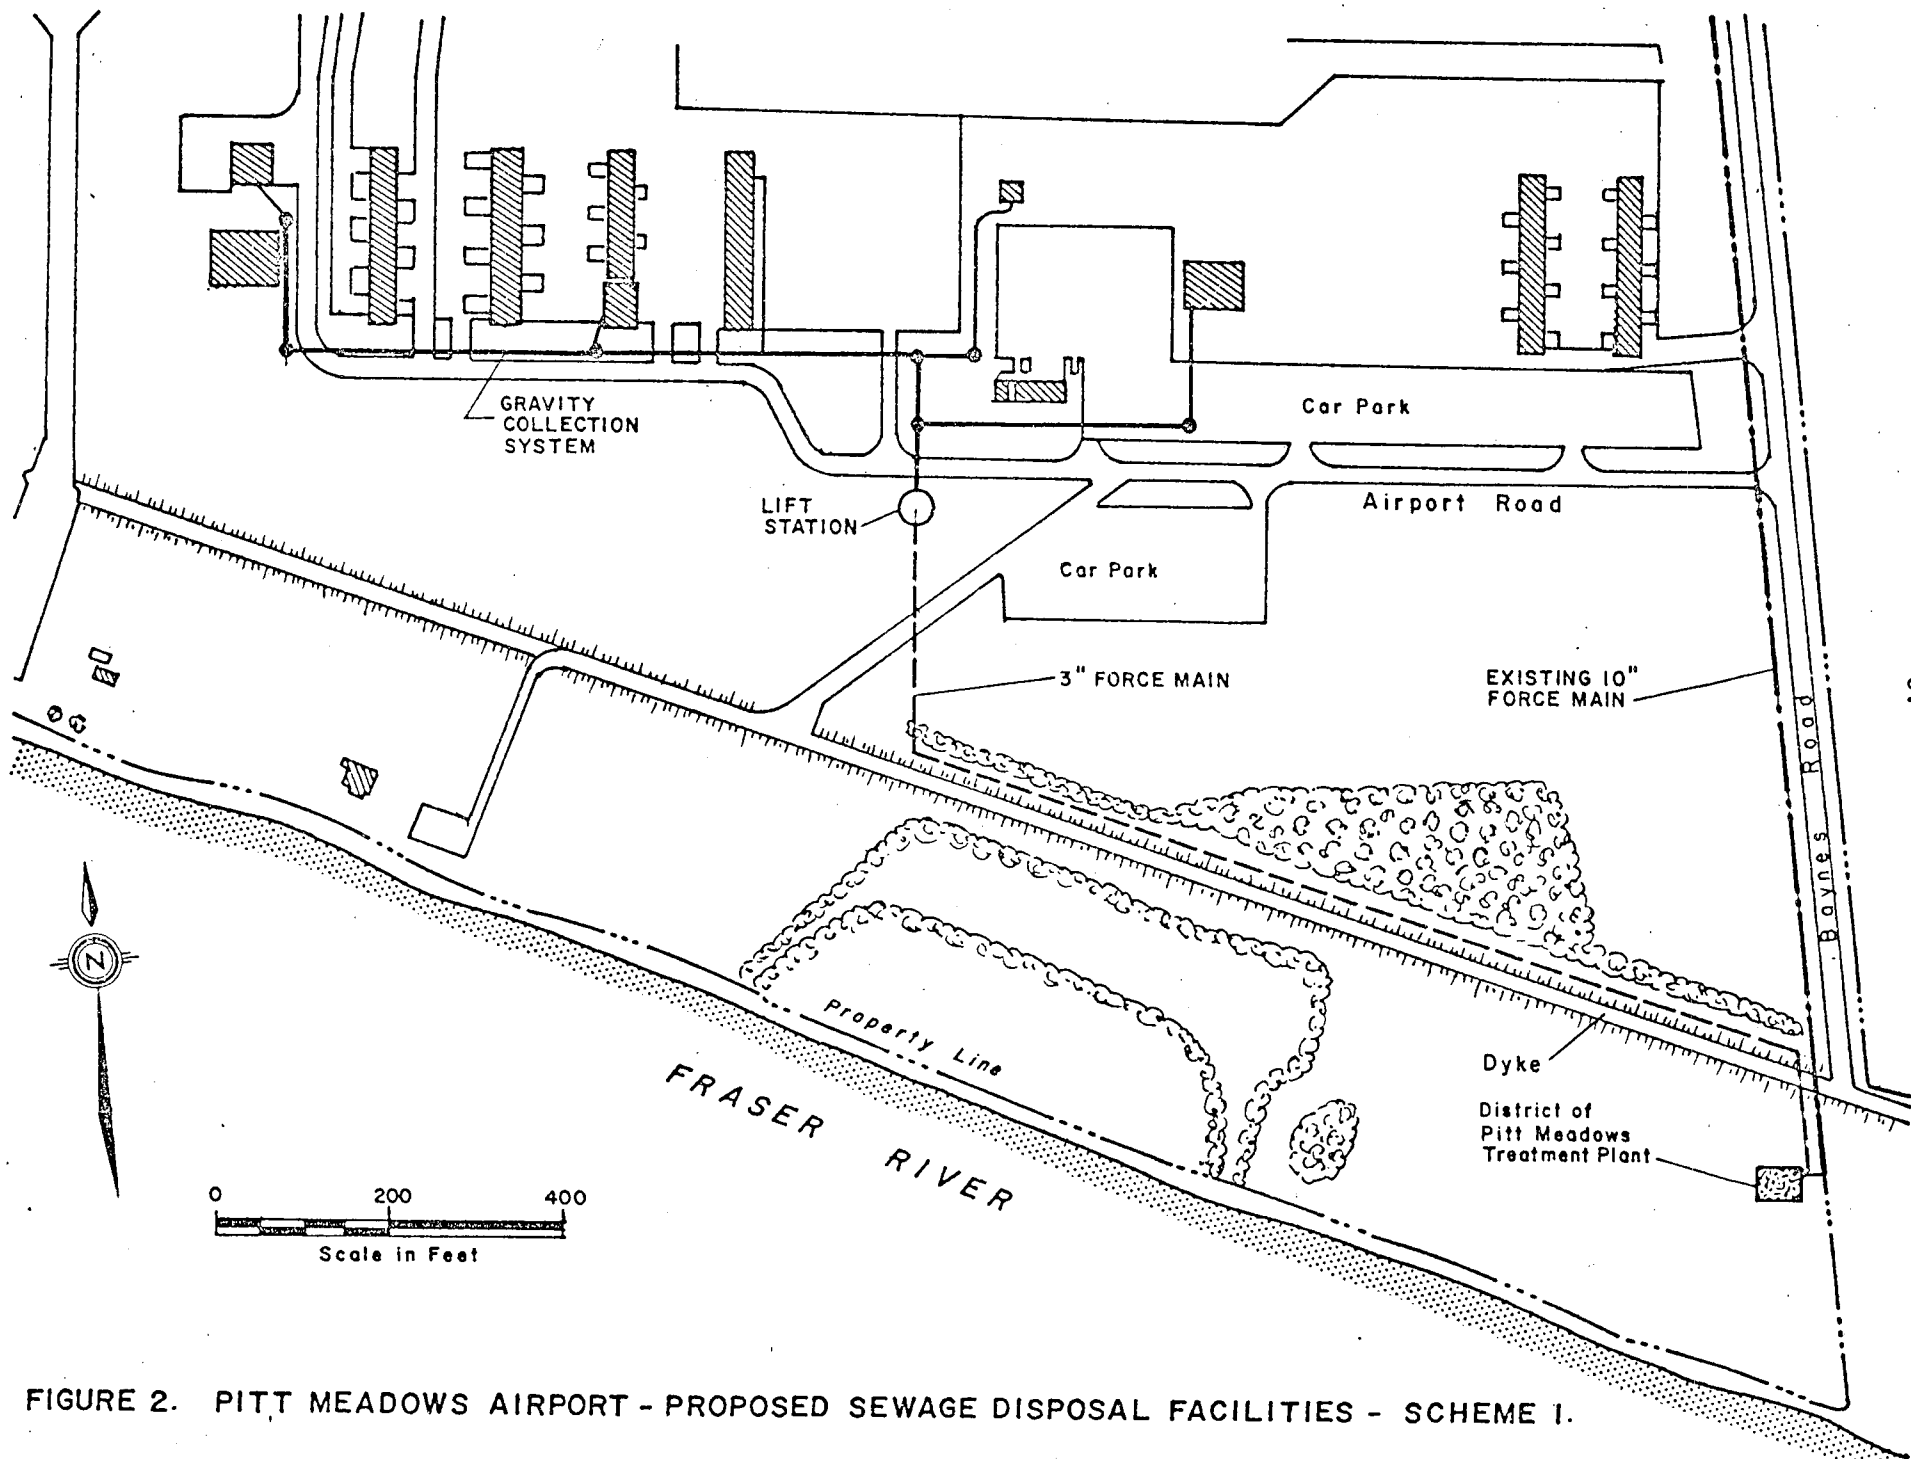 GRAVITY
COLLECTION
SYSTEM
Car Park
LIFT
STATION
Airport Road
Car Park
3" FORCE MAIN
EXISTING 10"
FORCE MAIN
Baynes Road
Property Line
FRASER RIVER
Dyke
District of
Pitt Meadows
Treatment Plant
N
0 200 400
Scale in Feet
FIGURE 2. PITT MEADOWS AIRPORT - PROPOSED SEWAGE DISPOSAL FACILITIES - SCHEME 1.